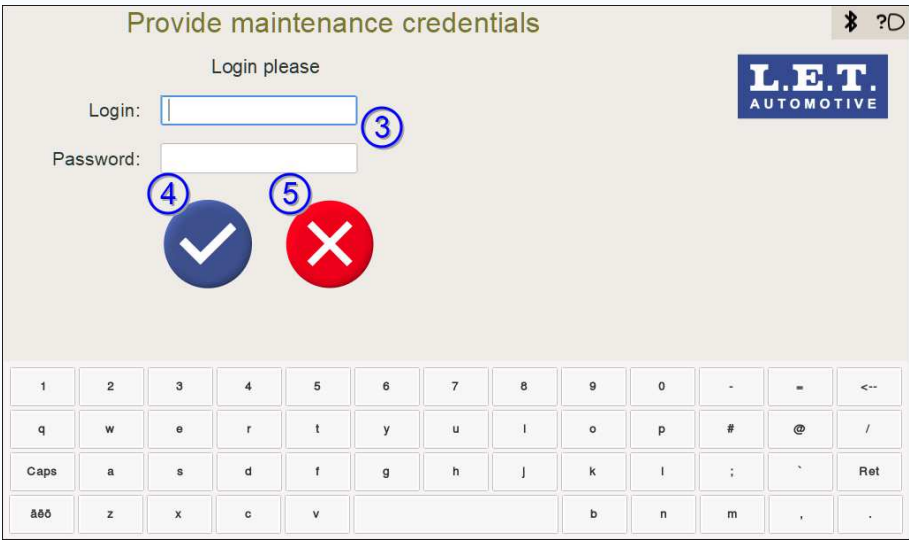 Provide maintenance credentials
?
Login please
L.E.T.
AUTOMOTIVE
Login:
3
Password:
4 5
1 2 3 4 5 6 7 8 9 0 - = <--
q w e r t y u I o p # @ /
Caps a s d f g h J k l ; ` Ret
āēō z x c v b n m , .